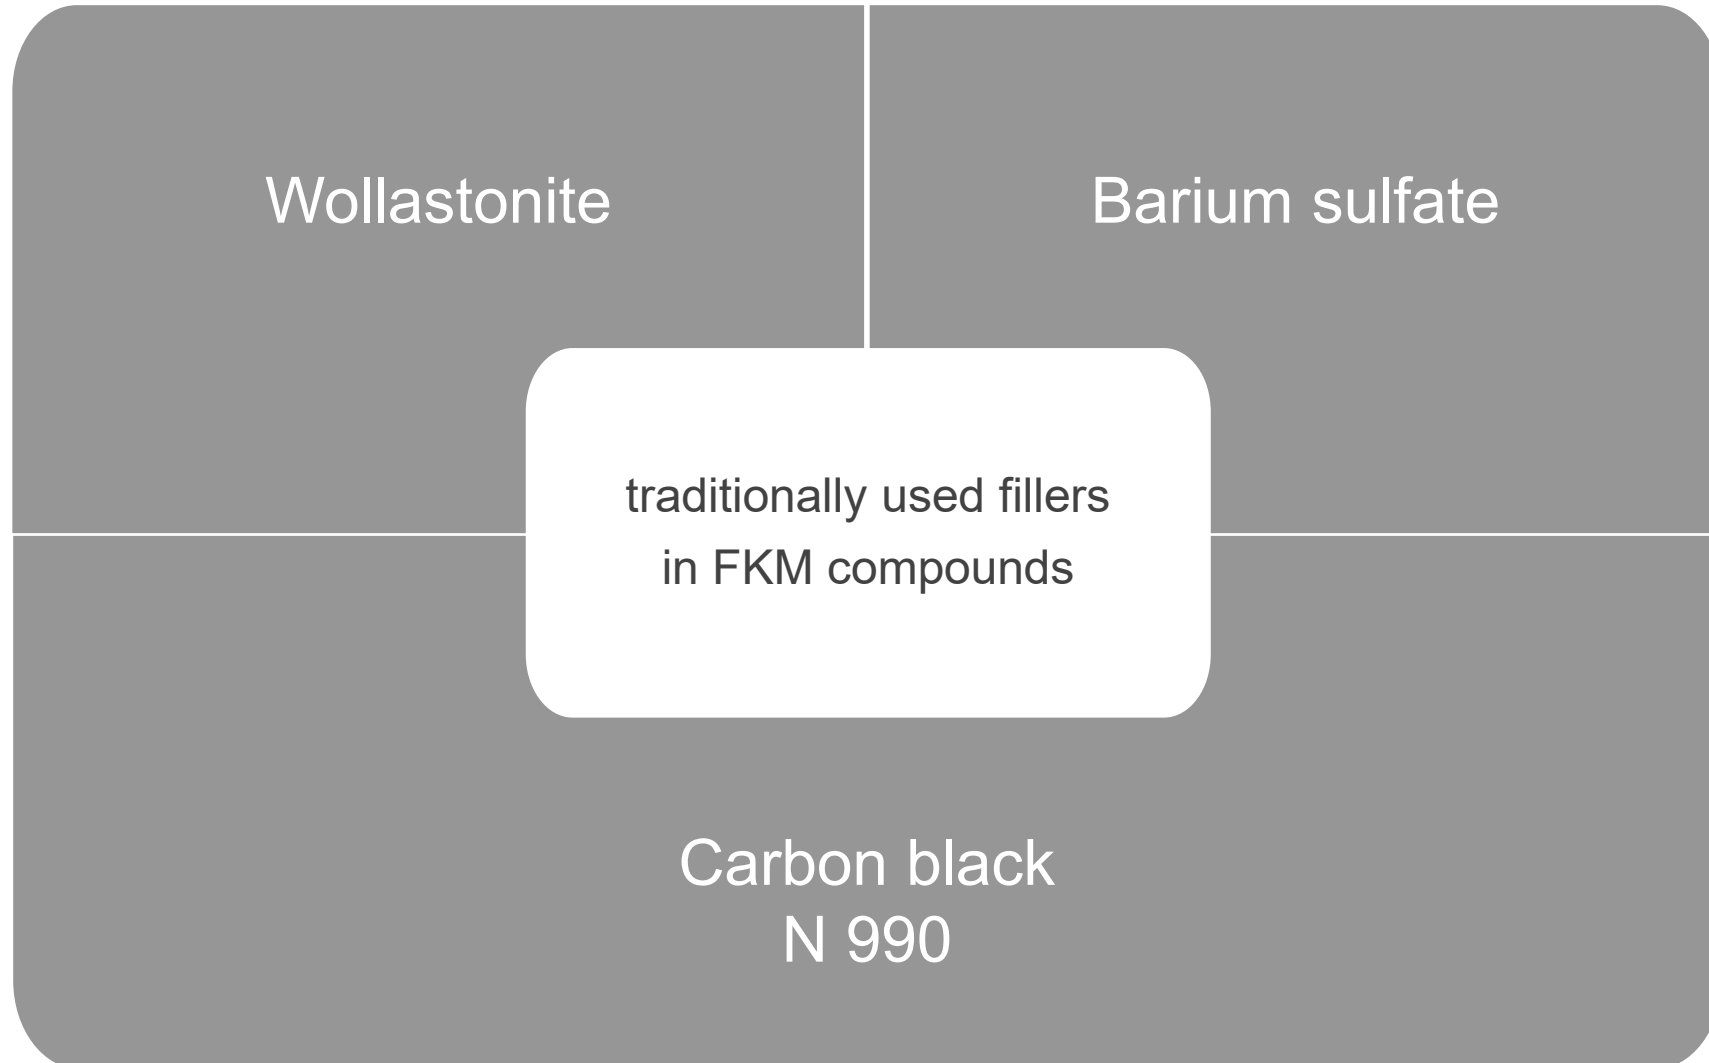 Wollastonite
Barium sulfate
traditionally used fillers
in FKM compounds
Carbon black
N 990